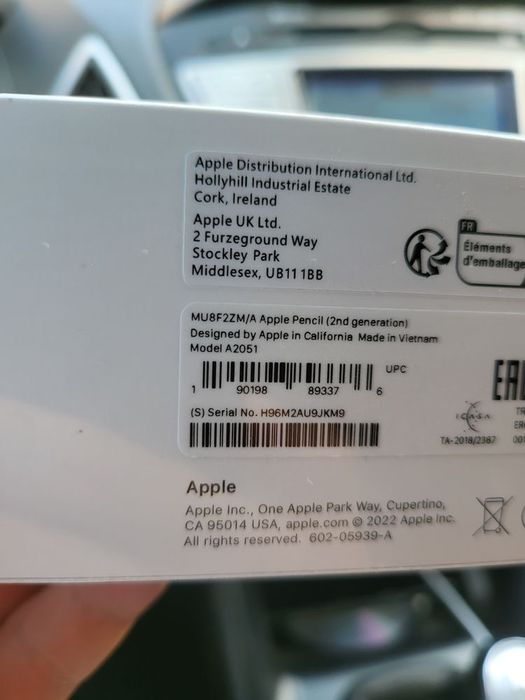 Apple Distribution International Ltd.
Hollyhill Industrial Estate
Cork, Ireland
Apple UK Ltd.
2 Furzeground Way
Stockley Park
Middlesex, UB11 1BB
FR
Éléments
d'emballage
MU8F2ZM/A Apple Pencil (2nd generation)
Designed by Apple in California Made in Vietnam
Model A2051
UPC
1 90198 89337 6
(S) Serial No. H96M2AU9JKM9
EAC
icasa
TA-2018/2367
Apple
Apple Inc., One Apple Park Way, Cupertino,
CA 95014 USA, apple.com © 2022 Apple Inc.
All rights reserved. 602-05939-A